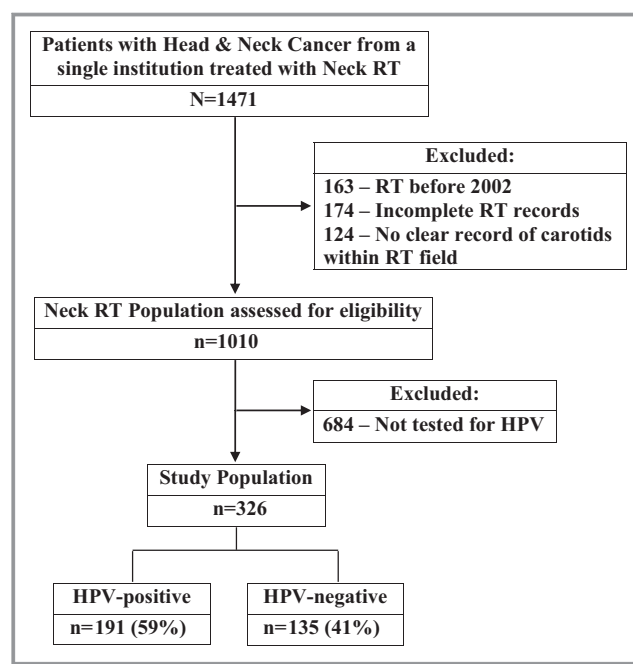 Patients with Head & Neck Cancer from a
single institution treated with Neck RT
N=1471
Excluded:
163 – RT before 2002
174 – Incomplete RT records
124 – No clear record of carotids
within RT field
Neck RT Population assessed for eligibility
n=1010
Excluded:
684 – Not tested for HPV
Study Population
n=326
HPV-positive
n=191 (59%)
HPV-negative
n=135 (41%)